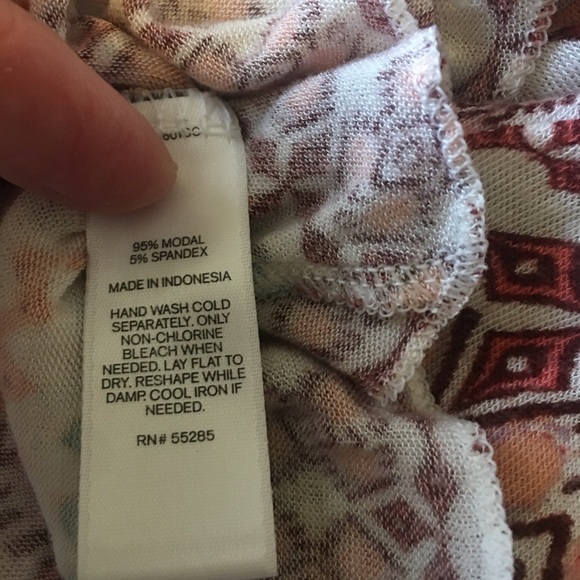 95% MODAL
5% SPANDEX
MADE IN INDONESIA
HAND WASH COLD
SEPARATELY. ONLY
NON-CHLORINE
BLEACH WHEN
NEEDED. LAY FLAT TO
DRY. RESHAPE WHILE
DAMP. COOL IRON IF
NEEDED.
RN# 55285